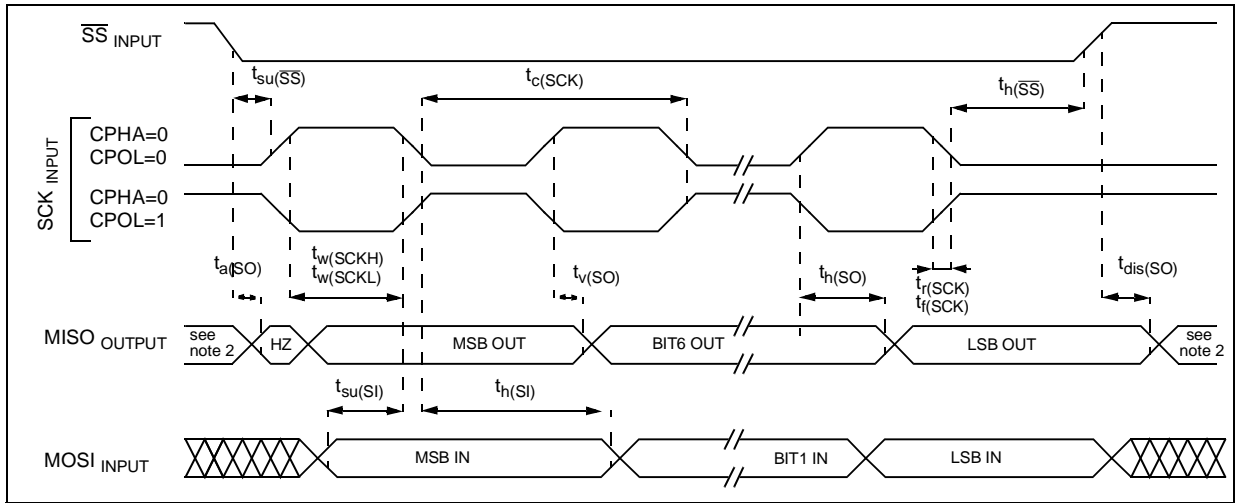 SS INPUT
tsu(SS)
tc(SCK)
th(SS)
SCK INPUT
CPHA=0
CPOL=0
CPHA=0
CPOL=1
ta(SO)
tw(SCKH)
tw(SCKL)
tv(SO)
th(SO)
tr(SCK)
tf(SCK)
tdis(SO)
MISO OUTPUT
see
note 2
HZ
MSB OUT
BIT6 OUT
LSB OUT
see
note 2
tsu(SI)
th(SI)
MOSI INPUT
MSB IN
BIT1 IN
LSB IN